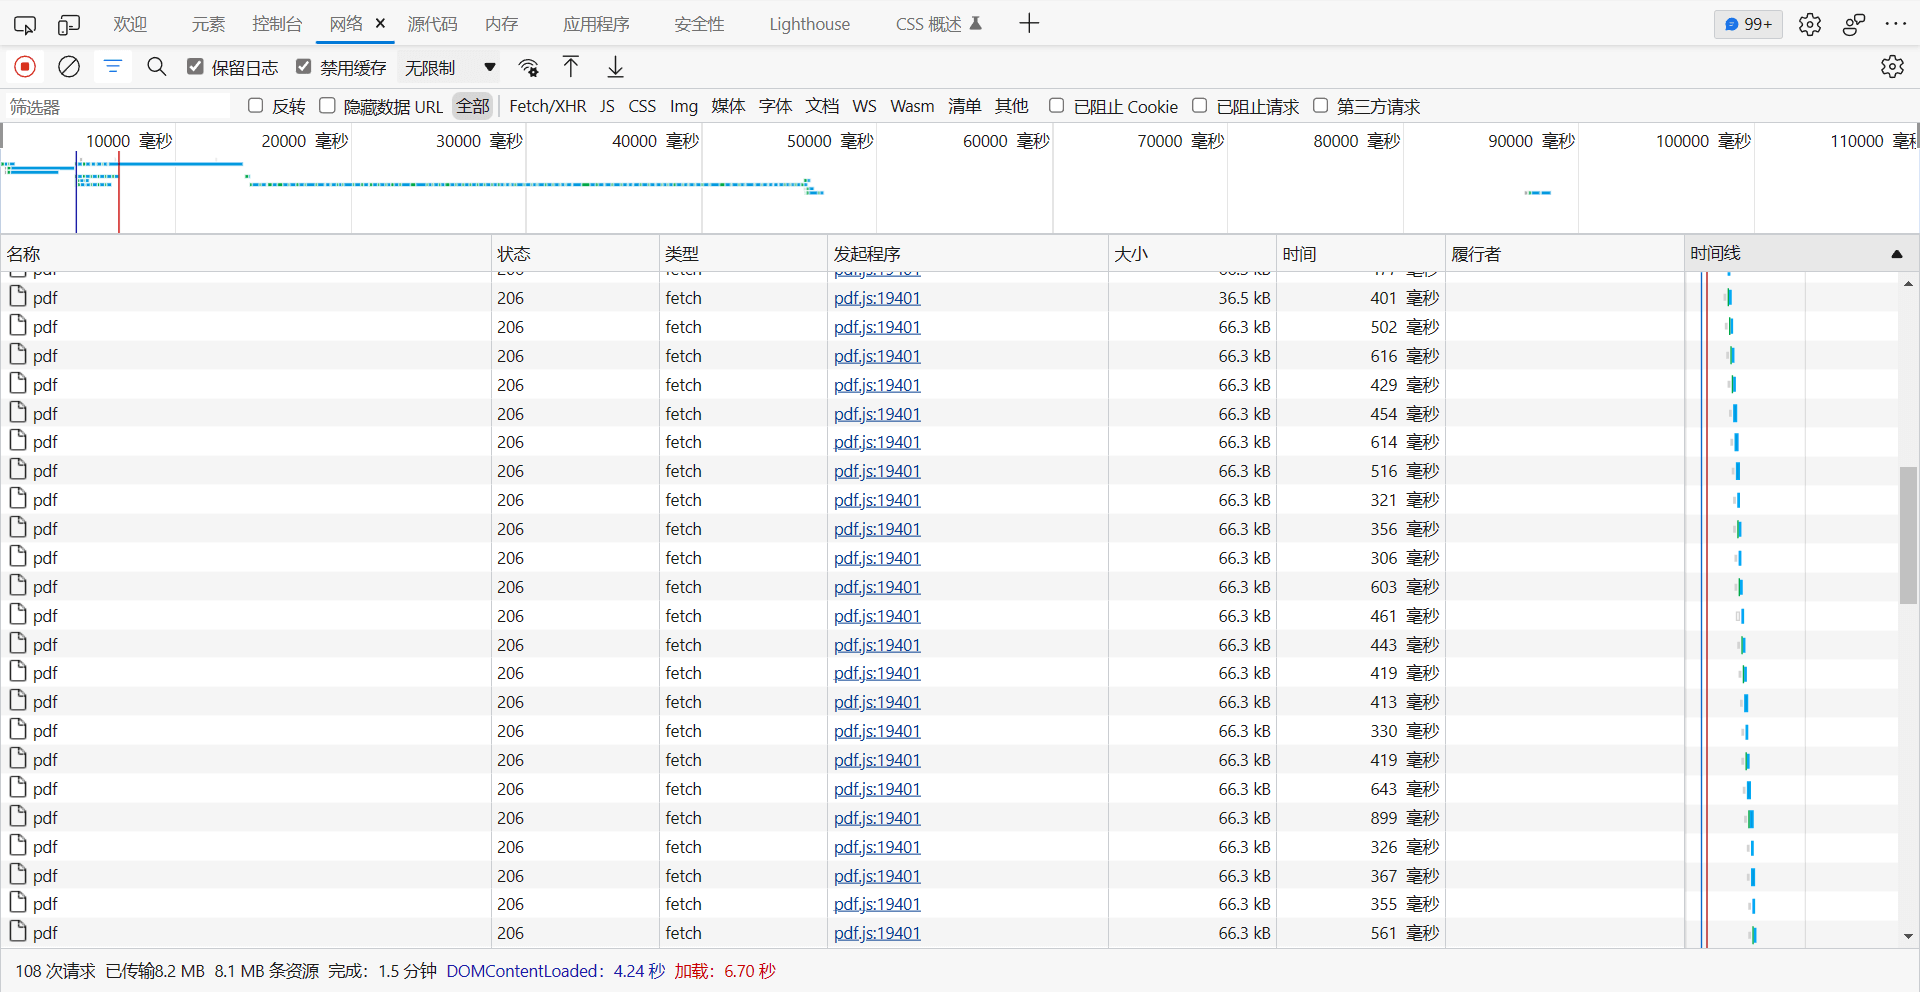 欢迎 元素 控制台 网络 × 源代码 内存 应用程序 安全性 Lighthouse CSS 概述 99+
保留日志 禁用缓存 无限制
筛选器 反转 隐藏数据 URL 全部 Fetch/XHR JS CSS Img 媒体 字体 文档 WS Wasm 清单 其他 已阻止 Cookie 已阻止请求 第三方请求
10000 毫秒 20000 毫秒 30000 毫秒 40000 毫秒 50000 毫秒 60000 毫秒 70000 毫秒 80000 毫秒 90000 毫秒 100000 毫秒 110000 毫
名称 状态 类型 发起程序 大小 时间 履行者 时间线
pdf 206 fetch pdf.js:19401 66.3 kB 477 毫秒
pdf 206 fetch pdf.js:19401 36.5 kB 401 毫秒
pdf 206 fetch pdf.js:19401 66.3 kB 502 毫秒
pdf 206 fetch pdf.js:19401 66.3 kB 616 毫秒
pdf 206 fetch pdf.js:19401 66.3 kB 429 毫秒
pdf 206 fetch pdf.js:19401 66.3 kB 454 毫秒
pdf 206 fetch pdf.js:19401 66.3 kB 614 毫秒
pdf 206 fetch pdf.js:19401 66.3 kB 516 毫秒
pdf 206 fetch pdf.js:19401 66.3 kB 321 毫秒
pdf 206 fetch pdf.js:19401 66.3 kB 356 毫秒
pdf 206 fetch pdf.js:19401 66.3 kB 306 毫秒
pdf 206 fetch pdf.js:19401 66.3 kB 603 毫秒
pdf 206 fetch pdf.js:19401 66.3 kB 461 毫秒
pdf 206 fetch pdf.js:19401 66.3 kB 443 毫秒
pdf 206 fetch pdf.js:19401 66.3 kB 419 毫秒
pdf 206 fetch pdf.js:19401 66.3 kB 413 毫秒
pdf 206 fetch pdf.js:19401 66.3 kB 330 毫秒
pdf 206 fetch pdf.js:19401 66.3 kB 419 毫秒
pdf 206 fetch pdf.js:19401 66.3 kB 643 毫秒
pdf 206 fetch pdf.js:19401 66.3 kB 899 毫秒
pdf 206 fetch pdf.js:19401 66.3 kB 326 毫秒
pdf 206 fetch pdf.js:19401 66.3 kB 367 毫秒
pdf 206 fetch pdf.js:19401 66.3 kB 355 毫秒
pdf 206 fetch pdf.js:19401 66.3 kB 561 毫秒
108 次请求 已传输8.2 MB 8.1 MB 条资源 完成：1.5 分钟 DOMContentLoaded：4.24 秒 加载：6.70 秒